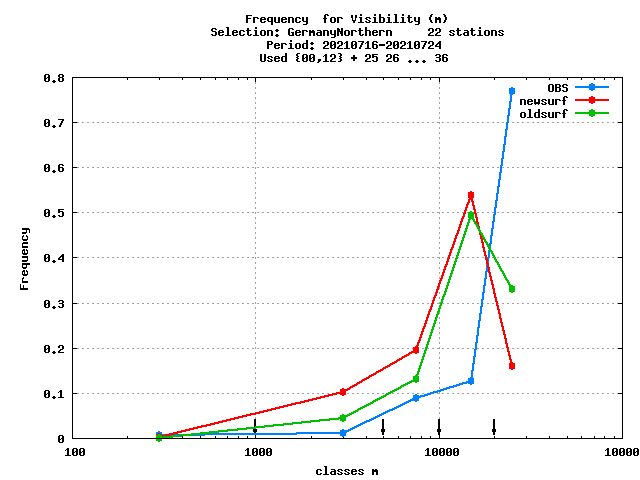 Frequency  for Visibility (m)
Selection: GermanyNorthern     22 stations
Period: 20210716-20210724
Used {00,12} + 25 26 ... 36
OBS
newsurf
oldsurf
0.8
0.7
0.6
0.5
0.4
0.3
0.2
0.1
0
Frequency
100
1000
10000
10000
classes m